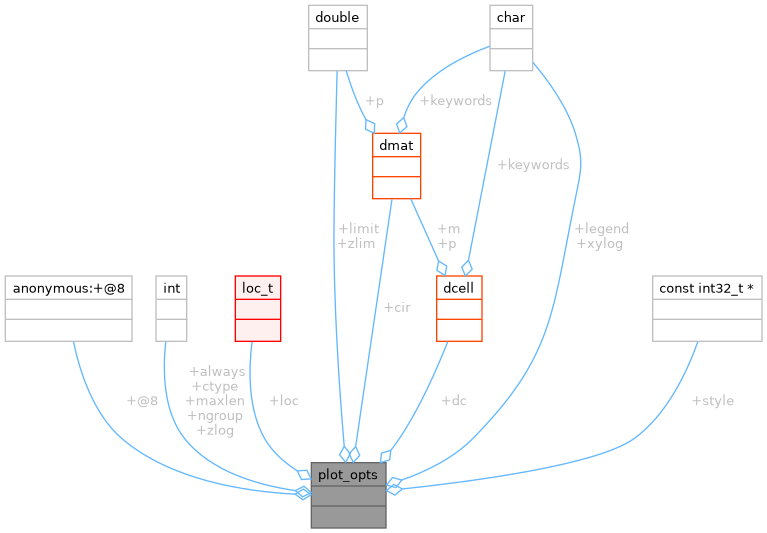 double
char
+p
+keywords
dmat
+keywords
+limit
+zlim
+m
+p
+legend
+xylog
anonymous:+@8
int
loc_t
dcell
const int32_t *
+cir
+@8
+always
+ctype
+maxlen
+ngroup
+zlog
+loc
+dc
+style
plot_opts